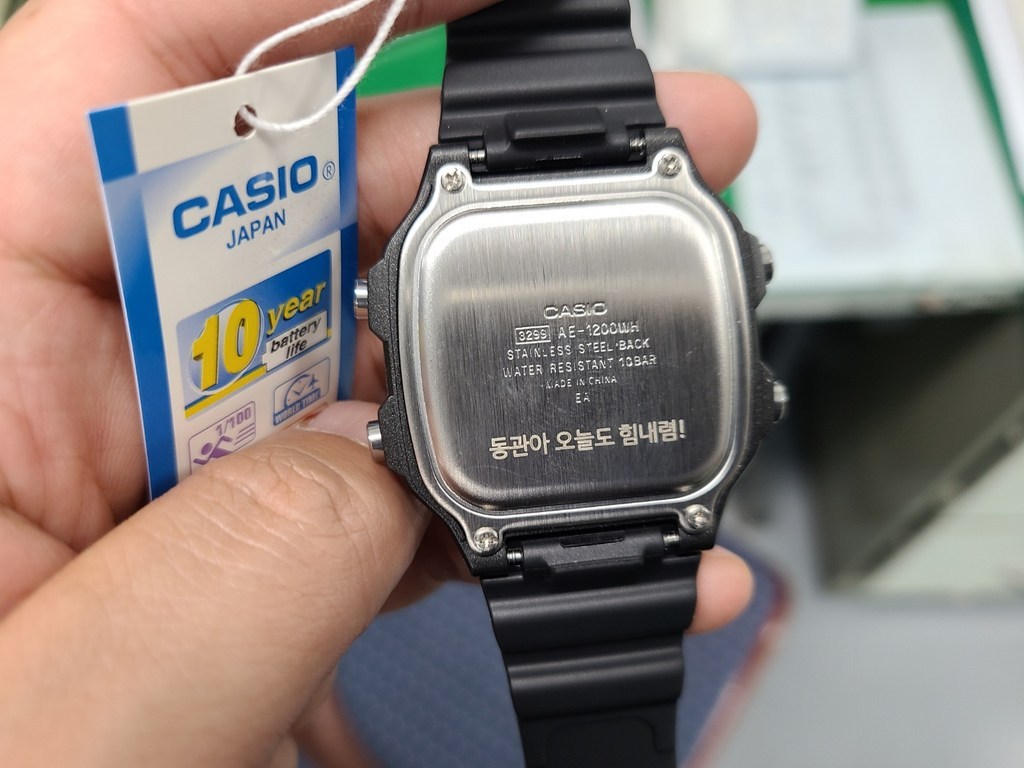 CASIO®
JAPAN
10 year
battery
life
1/100
WORLD TIME
CASIO
3299 AE-1200WH
STAINLESS STEEL BACK
WATER RESISTANT 10BAR
MADE IN CHINA
EA
동관아 오늘도 힘내렴!